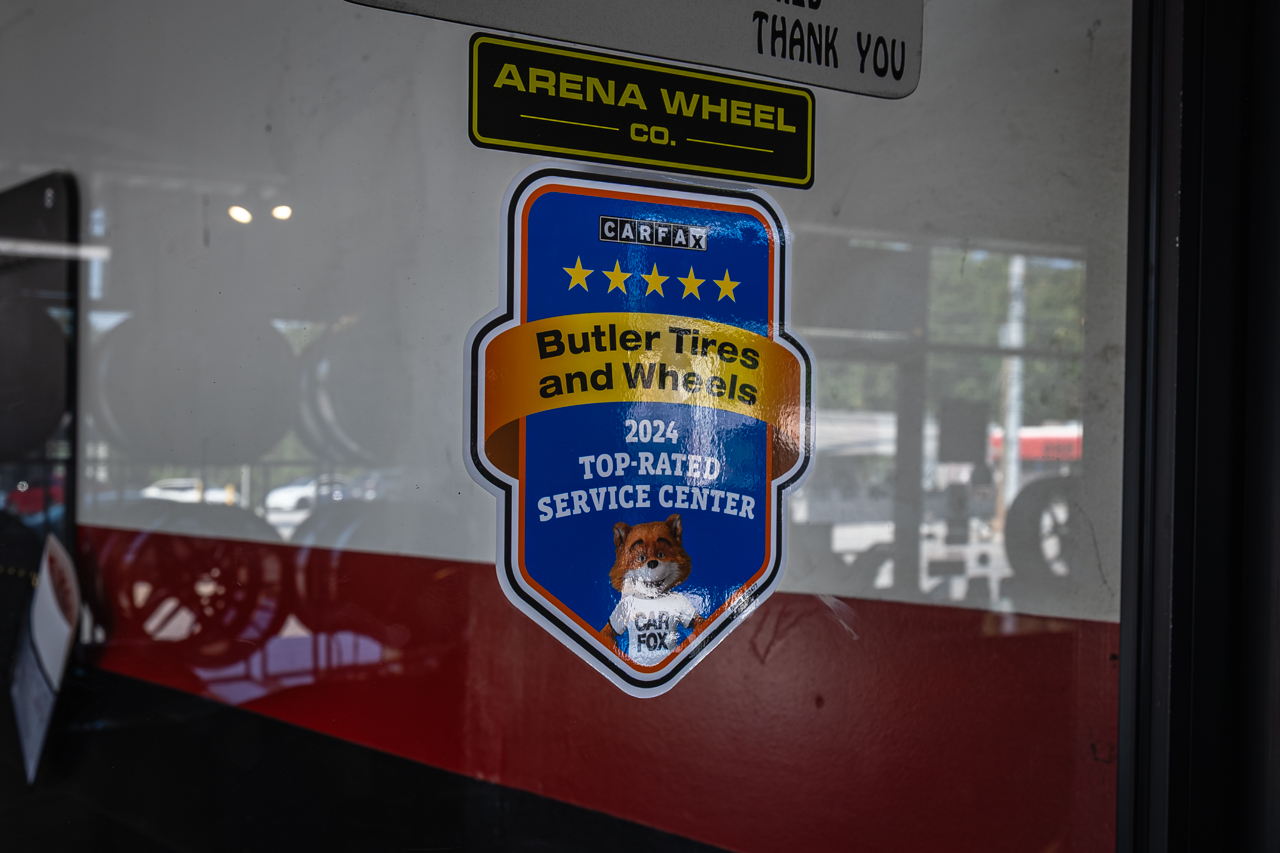 THANK YOU
ARENA WHEEL
CO.
CARFAX
Butler Tires
and Wheels
2024
TOP-RATED
SERVICE CENTER
CAR
FOX